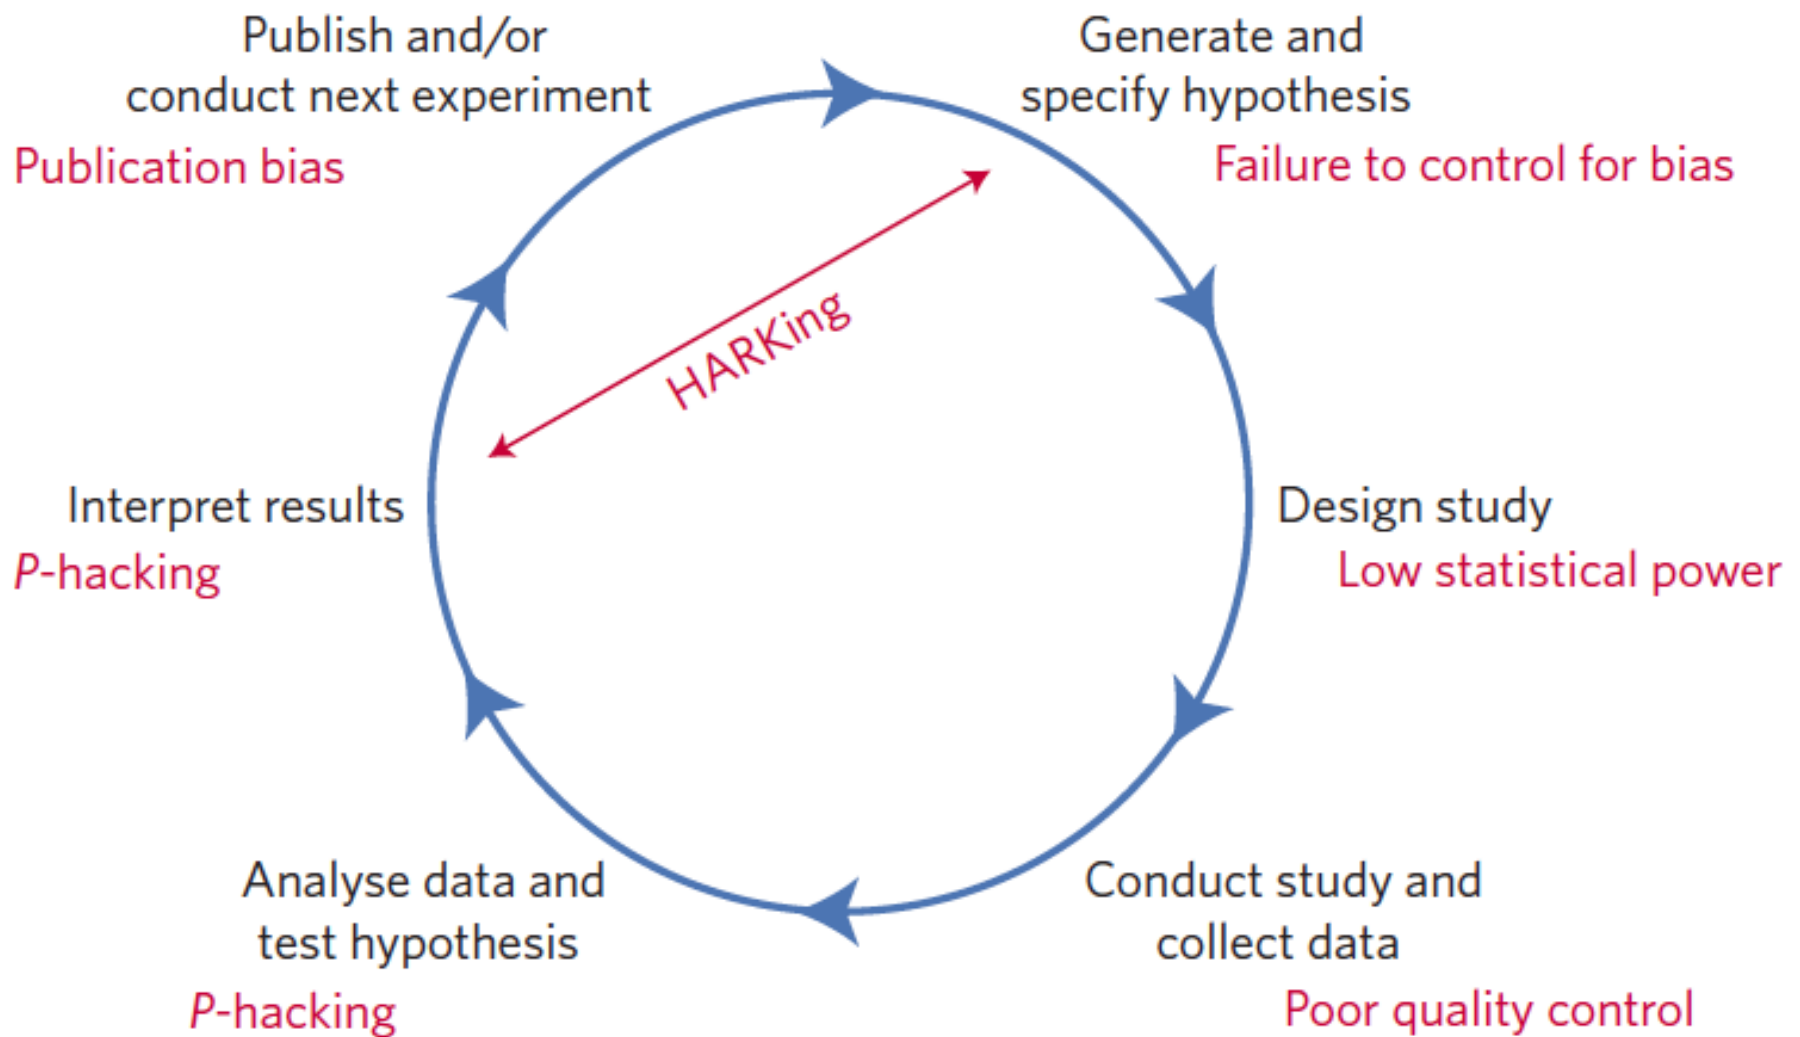 Publish and/or
conduct next experiment
Publication bias
Generate and
specify hypothesis
Failure to control for bias
HARKing
Interpret results
P-hacking
Design study
Low statistical power
Analyse data and
test hypothesis
P-hacking
Conduct study and
collect data
Poor quality control